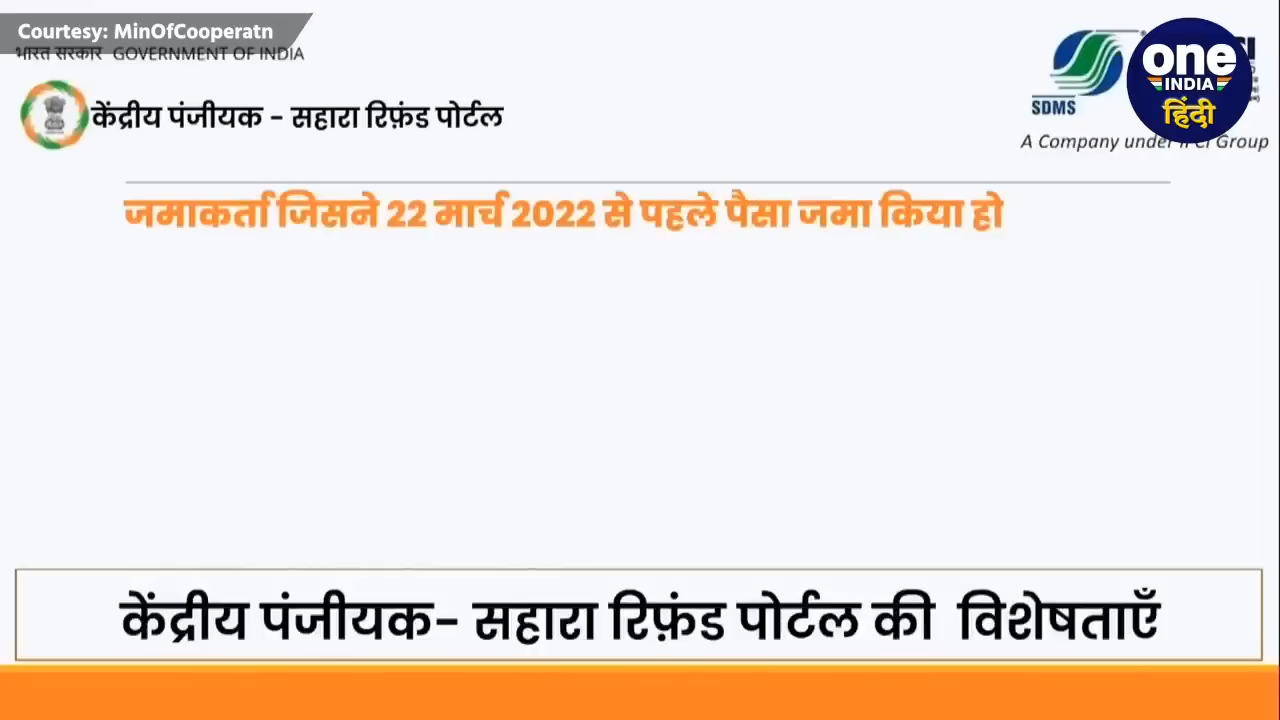 Courtesy: MinOfCooperatn
भारत सरकार GOVERNMENT OF INDIA
केंद्रीय पंजीयक - सहारा रिफ़ंड पोर्टल
SDMS
one
INDIA
हिंदी
A Company under Group
जमाकर्ता जिसने 22 मार्च 2022 से पहले पैसा जमा किया हो
केंद्रीय पंजीयक- सहारा रिफ़ंड पोर्टल की विशेषताएँ